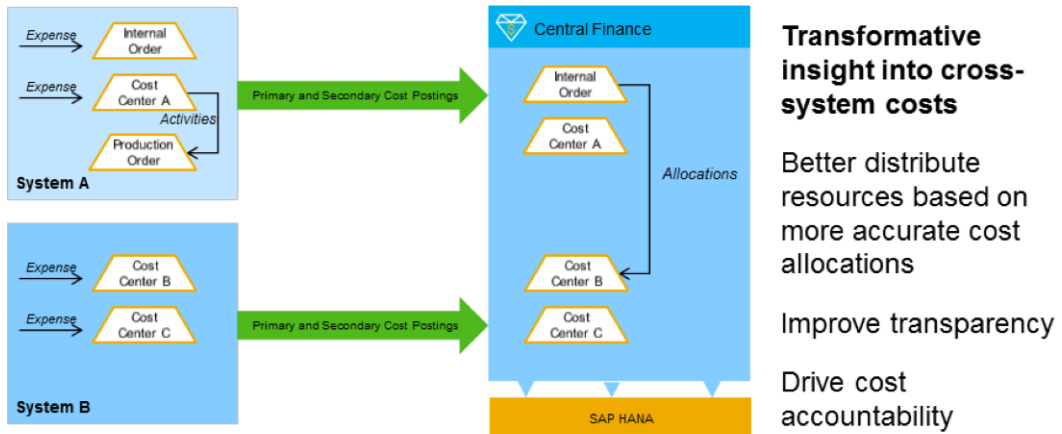 Expense
Internal
Order
Expense
Cost
Center A
Activities
Production
Order
System A
Primary and Secondary Cost Postings
Expense
Cost
Center B
Expense
Cost
Center C
System B
Primary and Secondary Cost Postings
S
Central Finance
Internal
Order
Cost
Center A
Allocations
Cost
Center B
Cost
Center C
SAP HANA
Transformative
insight into cross-
system costs
Better distribute
resources based on
more accurate cost
allocations
Improve transparency
Drive cost
accountability